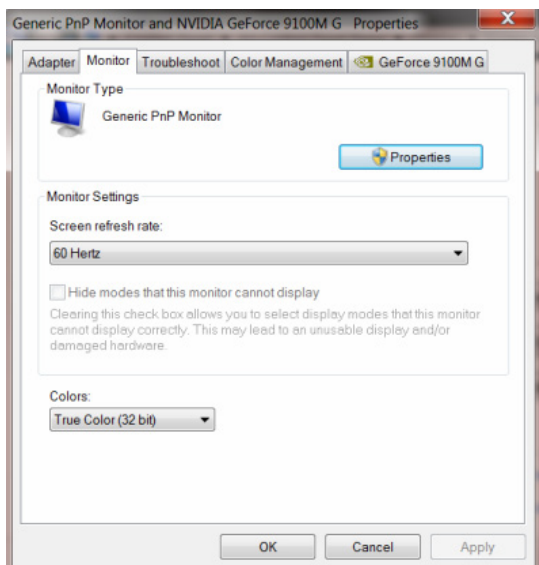 Generic PnP Monitor and NVIDIA GeForce 9100M G Properties
Adapter Monitor Troubleshoot Color Management GeForce 9100M G
Monitor Type
Generic PnP Monitor
Properties
Monitor Settings
Screen refresh rate:
60 Hertz
Hide modes that this monitor cannot display
Clearing this check box allows you to select display modes that this monitor
cannot display correctly. This may lead to an unusable display and/or
damaged hardware.
Colors:
True Color (32 bit)
OK Cancel Apply